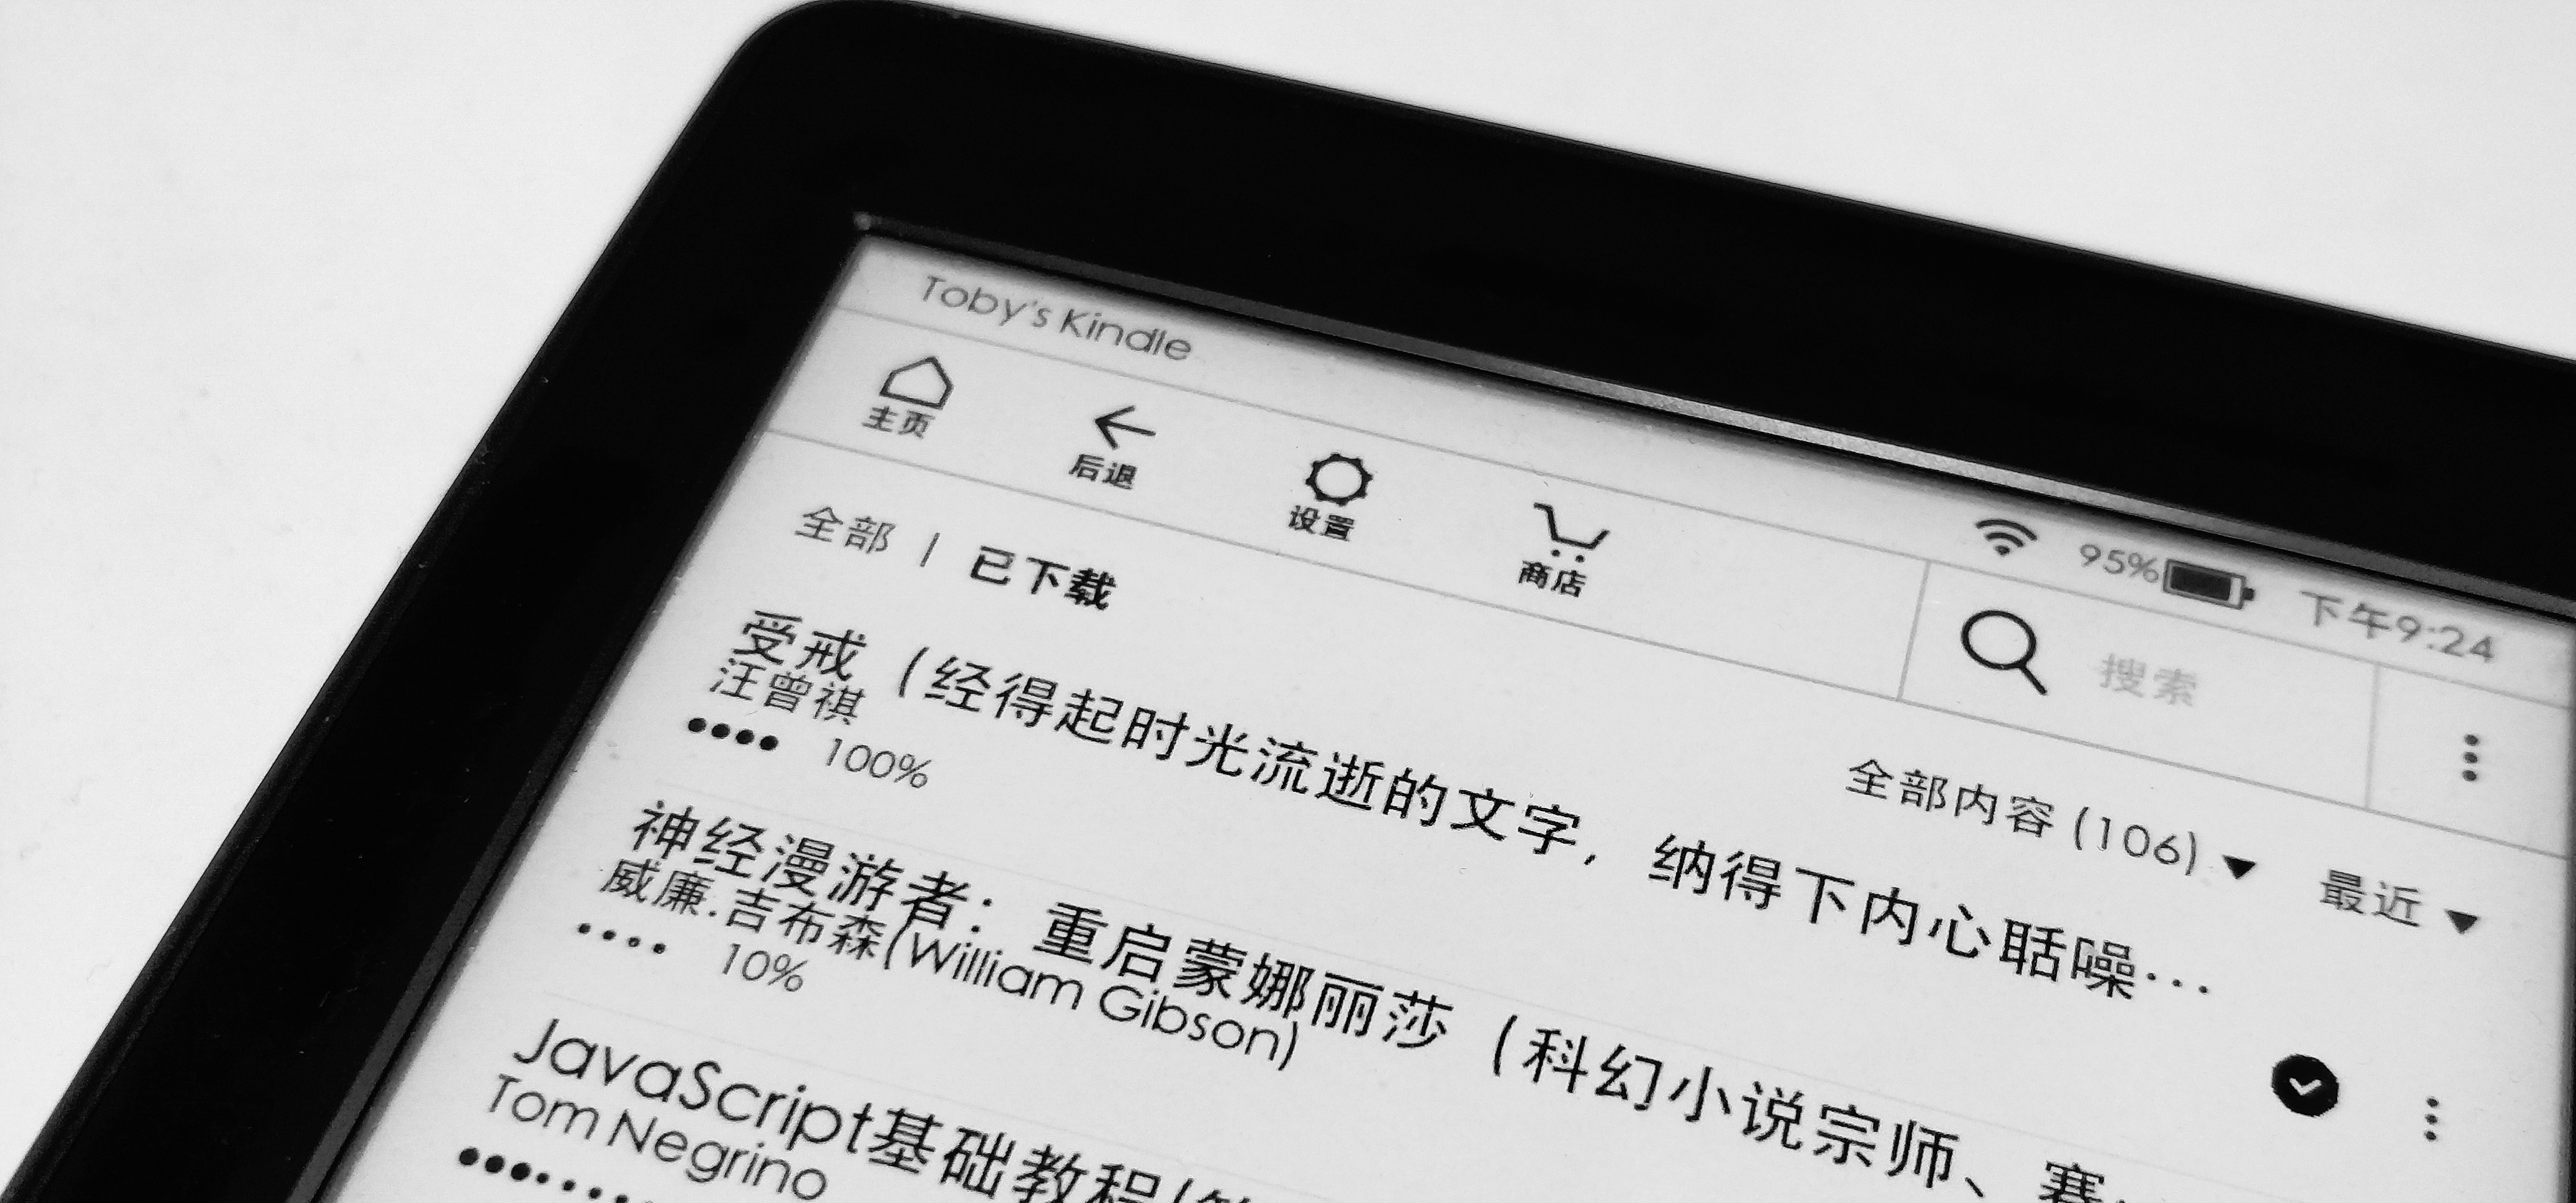 Toby's Kindle
95% 下午9:24
主页 后退 设置 商店 搜索
全部 | 已下载 全部内容 (106) 最近
受戒（经得起时光流逝的文字，纳得下内心聒噪…
汪曾祺
100%
神经漫游者：重启蒙娜丽莎（科幻小说宗师、赛
威廉.吉布森(William Gibson)
10%
JavaScript基础教程(第
Tom Negrino